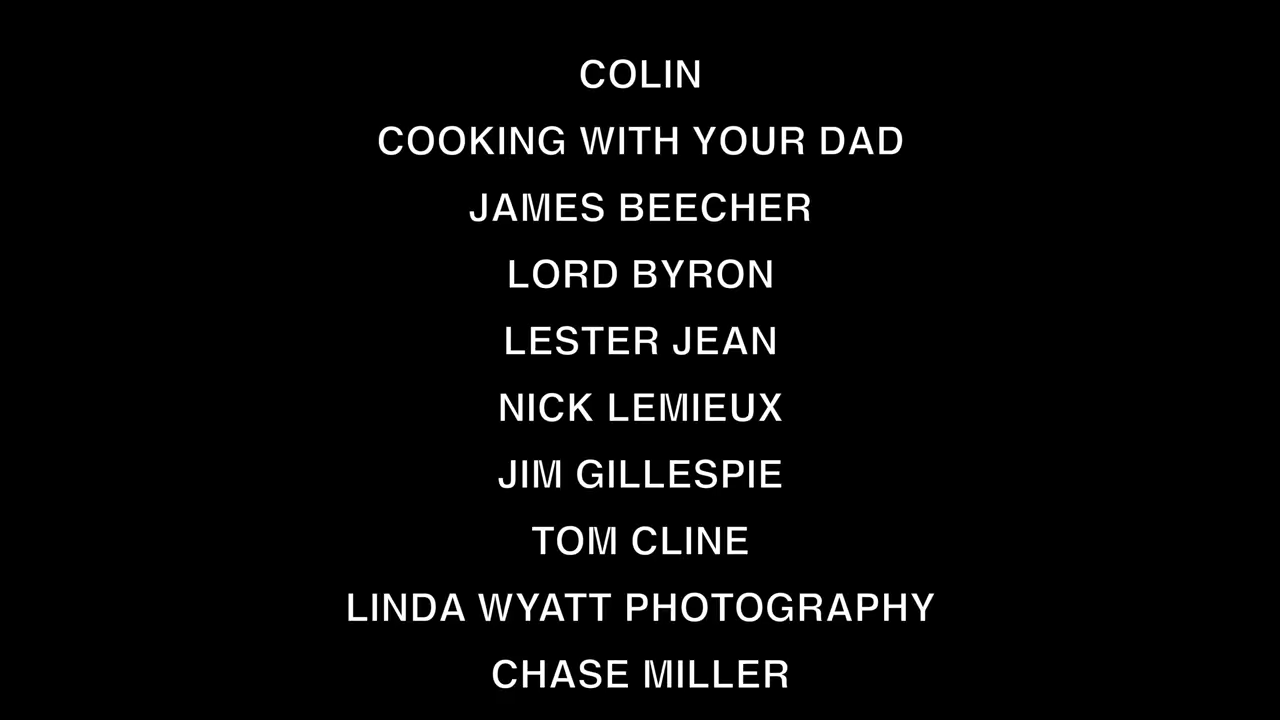 COLIN
COOKING WITH YOUR DAD
JAMES BEECHER
LORD BYRON
LESTER JEAN
NICK LEMIEUX
JIM GILLESPIE
TOM CLINE
LINDA WYATT PHOTOGRAPHY
CHASE MILLER